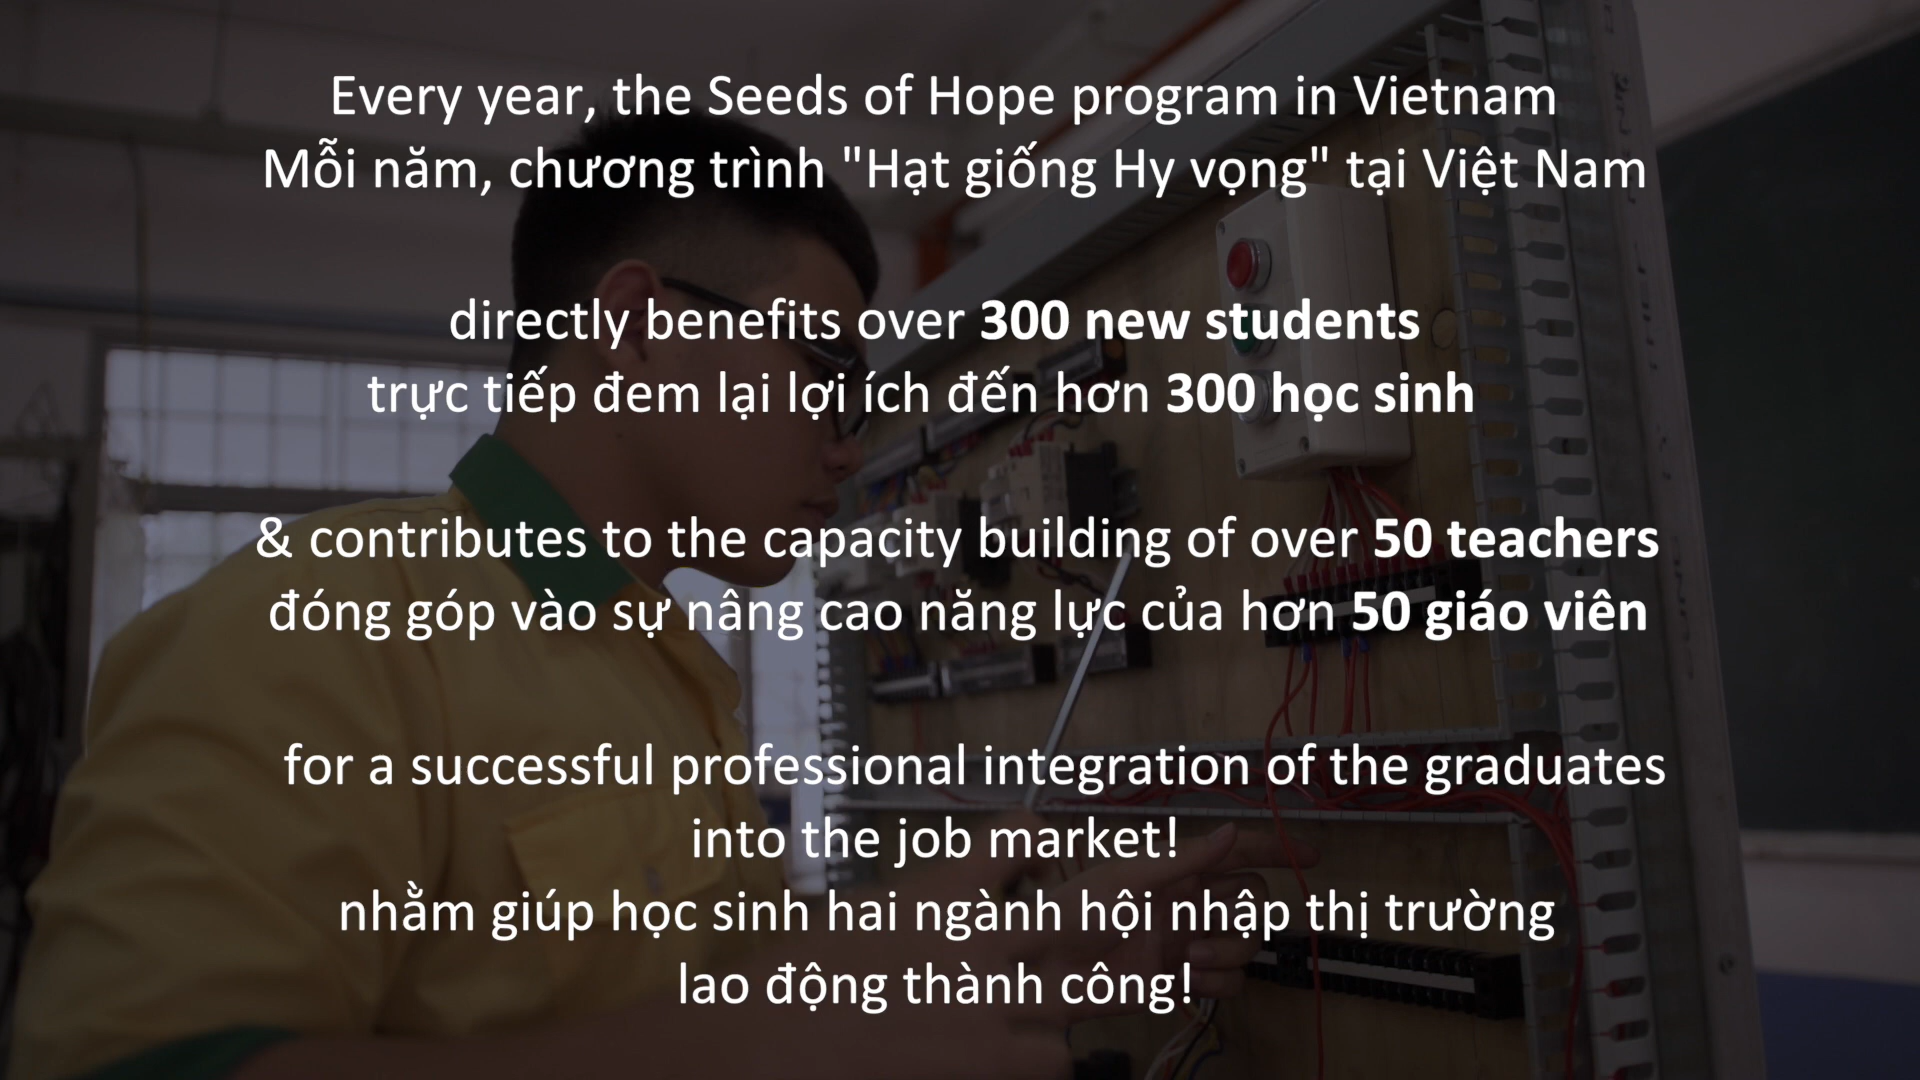 Every year, the Seeds of Hope program in Vietnam
Mỗi năm, chương trình "Hạt giống Hy vọng" tại Việt Nam
directly benefits over 300 new students
trực tiếp đem lại lợi ích đến hơn 300 học sinh
& contributes to the capacity building of over 50 teachers
đóng góp vào sự nâng cao năng lực của hơn 50 giáo viên
for a successful professional integration of the graduates
into the job market!
nhằm giúp học sinh hai ngành hội nhập thị trường
lao động thành công!